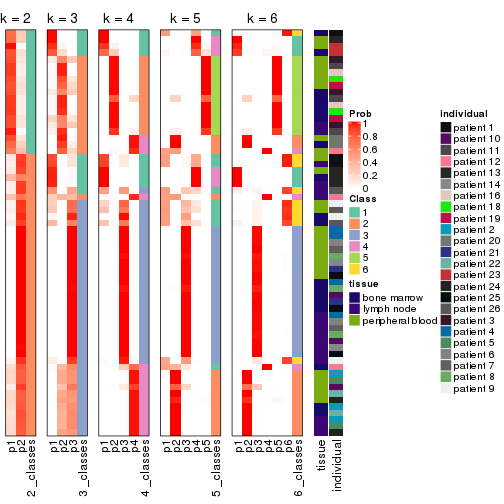 k = 2 k = 3 k = 4 k = 5 k = 6
Prob
1
0.8
0.6
0.4
0.2
0
Class
1
2
3
4
5
6
tissue
bone marrow
lymph node
peripheral blood
Individual
patient 1
patient 10
patient 11
patient 12
patient 13
patient 14
patient 16
patient 18
patient 19
patient 2
patient 20
patient 21
patient 22
patient 23
patient 24
patient 25
patient 26
patient 3
patient 4
patient 5
patient 6
patient 7
patient 8
patient 9
p1
p2
2_classes
p1
p2
p3
3_classes
p1
p2
p3
p4
4_classes
p1
p2
p3
p4
p5
5_classes
p1
p2
p3
p4
p5
p6
6_classes
tissue
individual